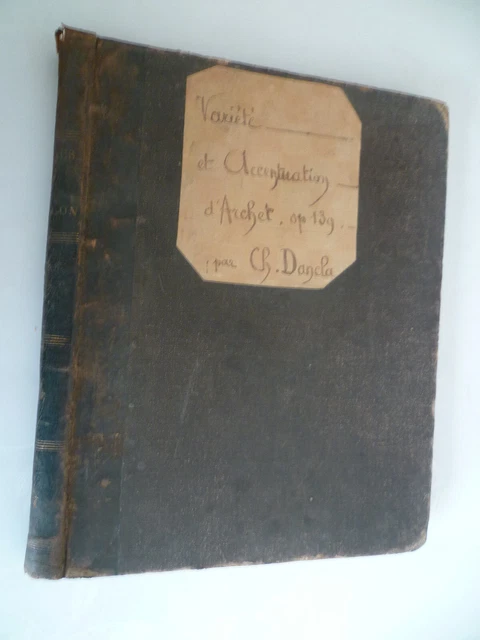 Variété
et Accentuation
d'Archet. op 139.
par Ch. Dancla